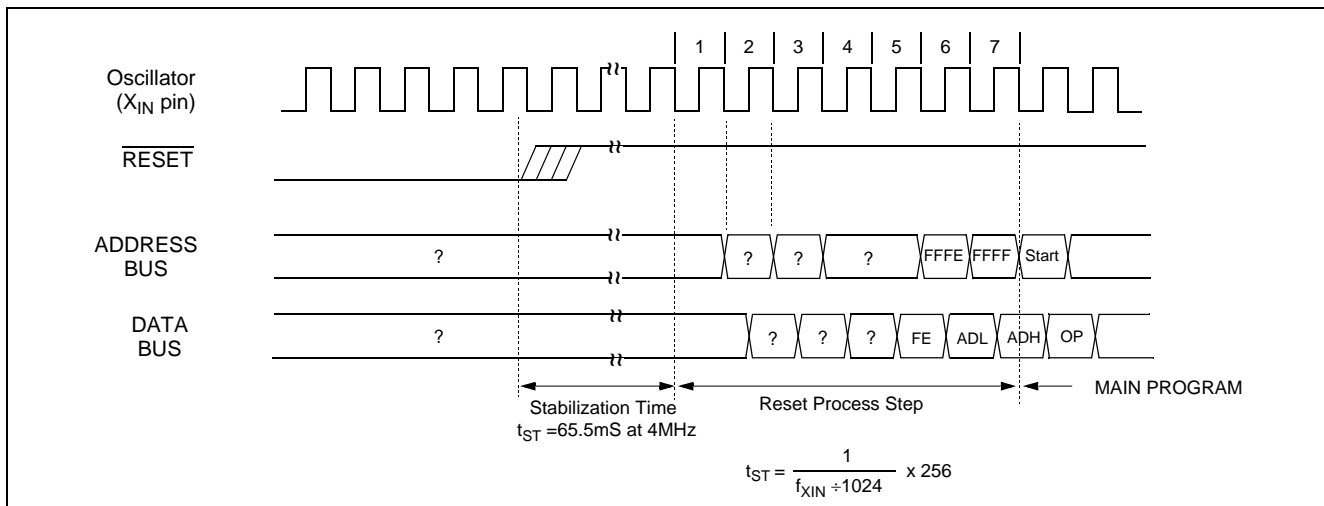 1 2 3 4 5 6 7
Oscillator
(XIN pin)
RESET
ADDRESS
BUS
? ? ? ? FFFE FFFF Start
DATA
BUS
? ? ? ? FE ADL ADH OP
Stabilization Time
tST =65.5mS at 4MHz
Reset Process Step
MAIN PROGRAM
tST = 1 / fXIN ÷1024 x 256